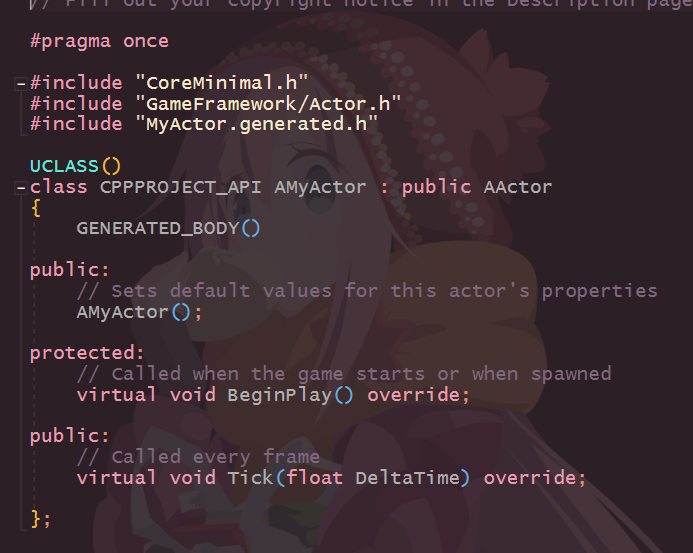 // Fill out your copyright notice in the Description page
#pragma once
#include "CoreMinimal.h"
#include "GameFramework/Actor.h"
#include "MyActor.generated.h"
UCLASS()
class CPPPROJECT_API AMyActor : public AActor
{
GENERATED_BODY()
public:
// Sets default values for this actor's properties
AMyActor();
protected:
// Called when the game starts or when spawned
virtual void BeginPlay() override;
public:
// Called every frame
virtual void Tick(float DeltaTime) override;
};